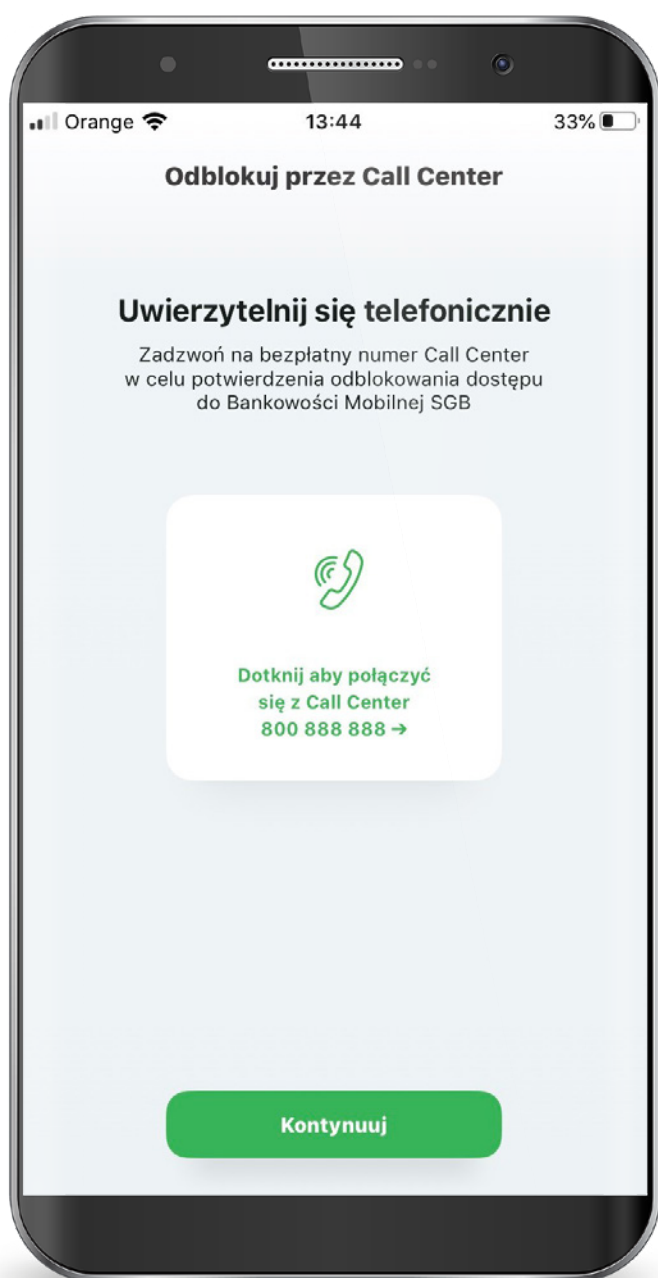 Orange
13:44
33%
Odblokuj przez Call Center
Uwierzytelnij się telefonicznie
Zadzwoń na bezpłatny numer Call Center
w celu potwierdzenia odblokowania dostępu
do Bankowości Mobilnej SGB
Dotknij aby połączyć
się z Call Center
800 888 888 →
Kontynuuj